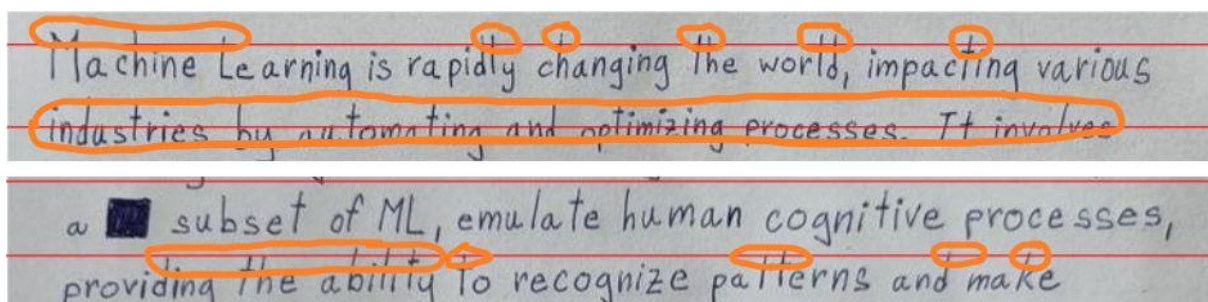 Machine Learning is rapidly changing the world, impacting various
industries by automating and optimizing processes. It involves
a subset of ML, emulate human cognitive processes,
providing the ability to recognize patterns and make